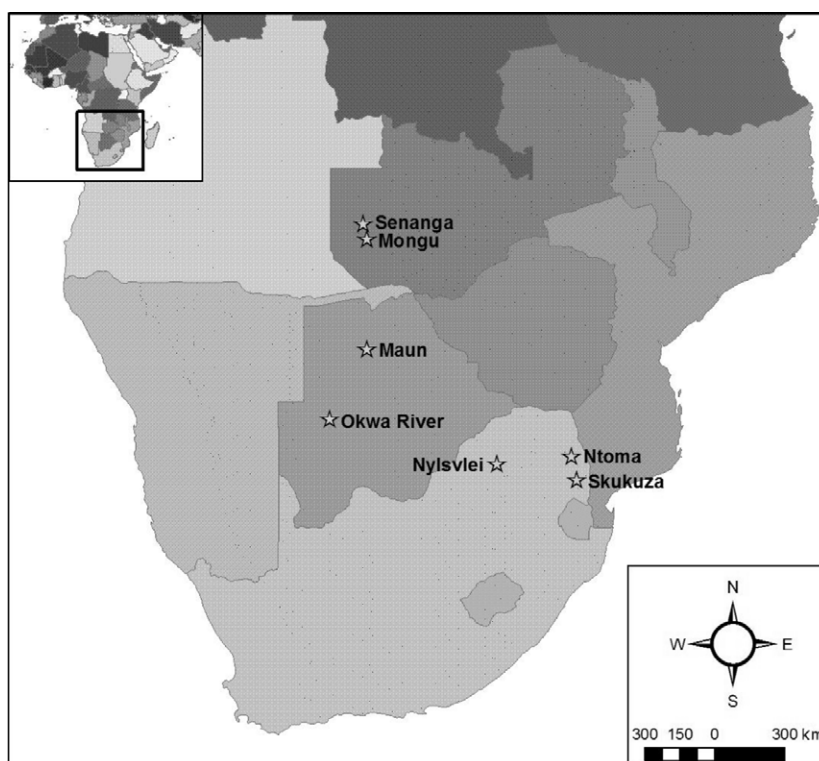 Senanga
Mongu
Maun
Okwa River
Nylsvlei
Ntoma
Skukuza
N
W E
S
300 150 0 300 km